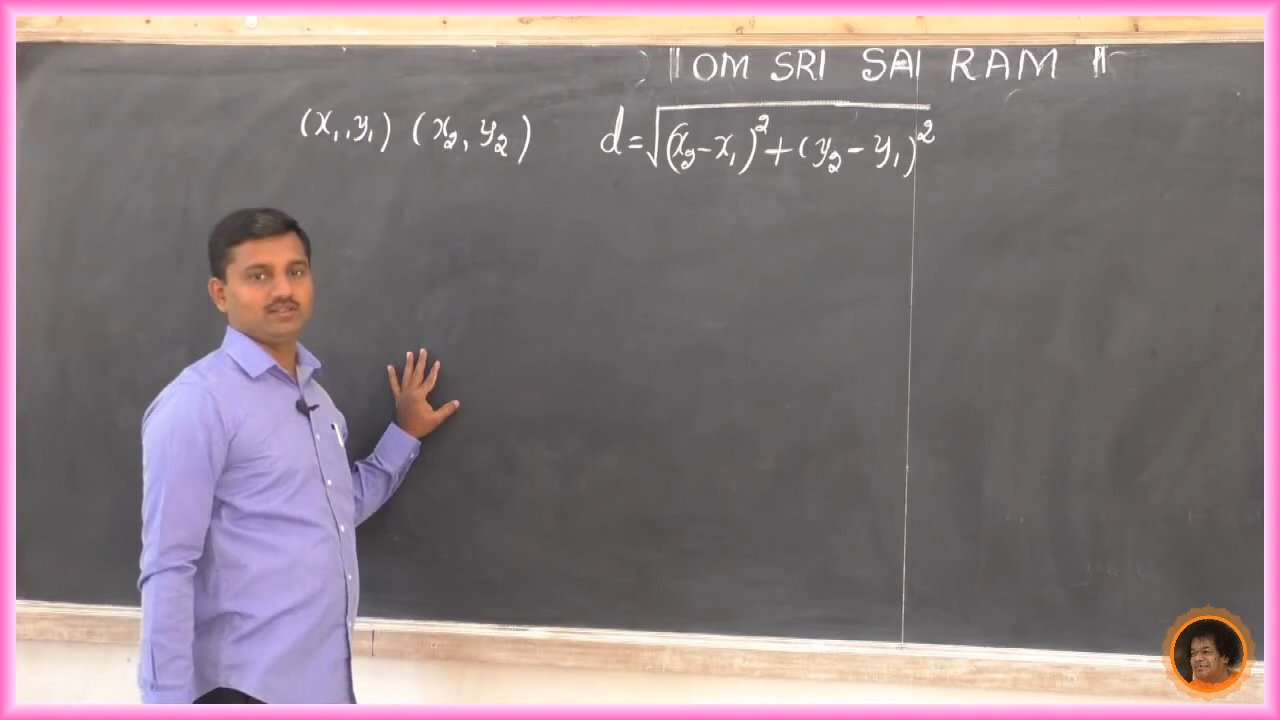 || OM SRI SAI RAM ||
(x₁, y₁) (x₂, y₂) d = √(x₂ - x₁)² + (y₂ - y₁)²